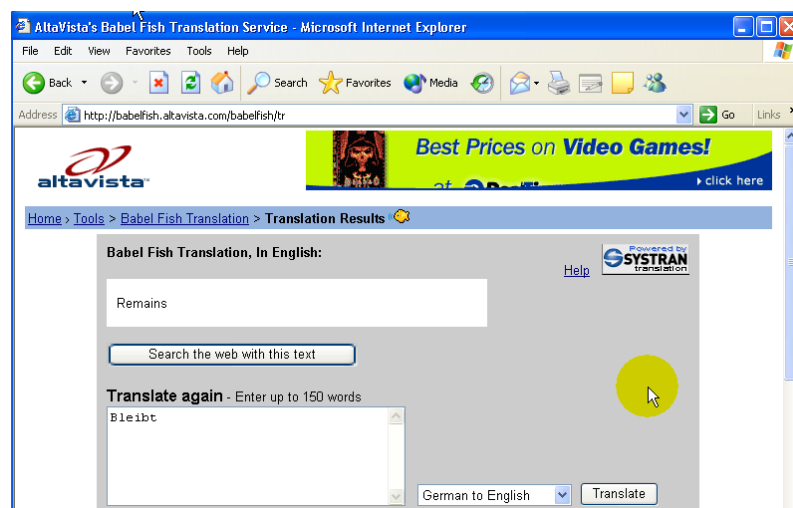 AltaVista's Babel Fish Translation Service - Microsoft Internet Explorer
File Edit View Favorites Tools Help
Back Search Favorites Media
Address http://babelfish.altavista.com/babelfish/tr Go Links
Best Prices on Video Games!
altavista
at
click here
Home › Tools > Babel Fish Translation > Translation Results
Babel Fish Translation, In English:
Powered by
SYSTRAN
translation
Help
Remains
Search the web with this text
Translate again - Enter up to 150 words
Bleibt
German to English Translate